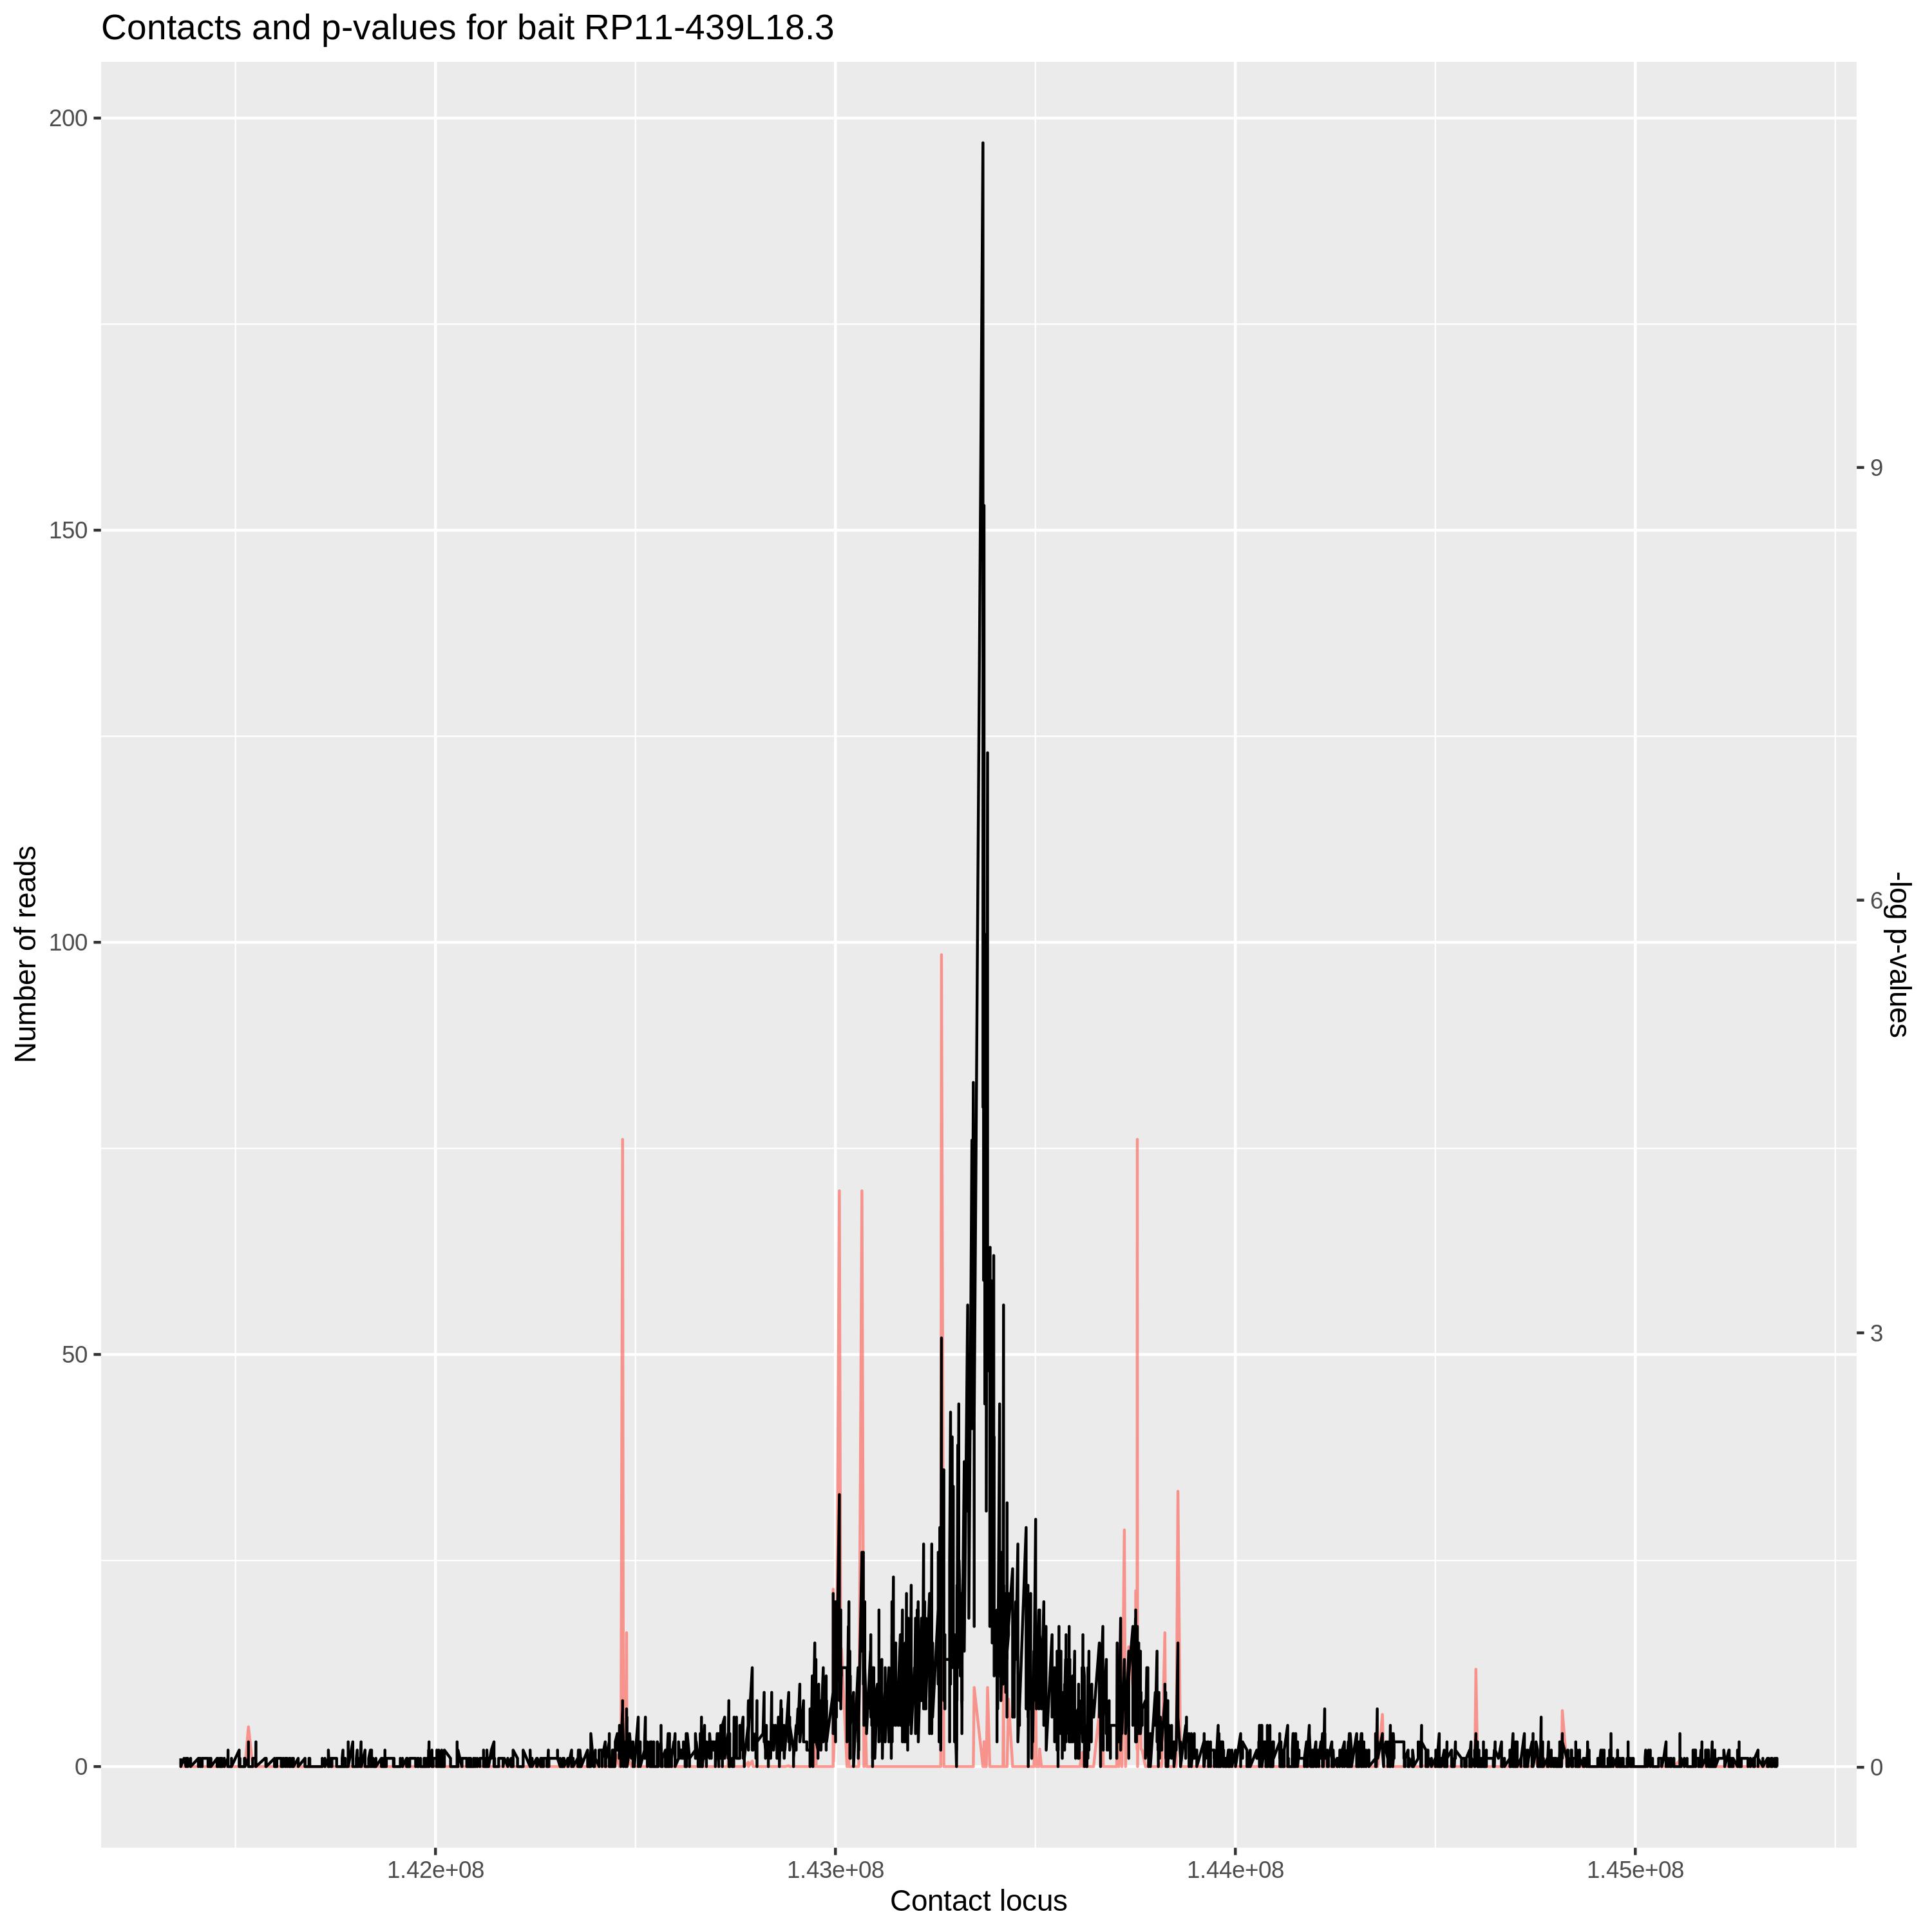 Contacts and p-values for bait RP11-439L18.3
200
150
100
50
0
Number of reads
9
6
3
0
-log p-values
1.42e+08
1.43e+08
1.44e+08
1.45e+08
Contact locus